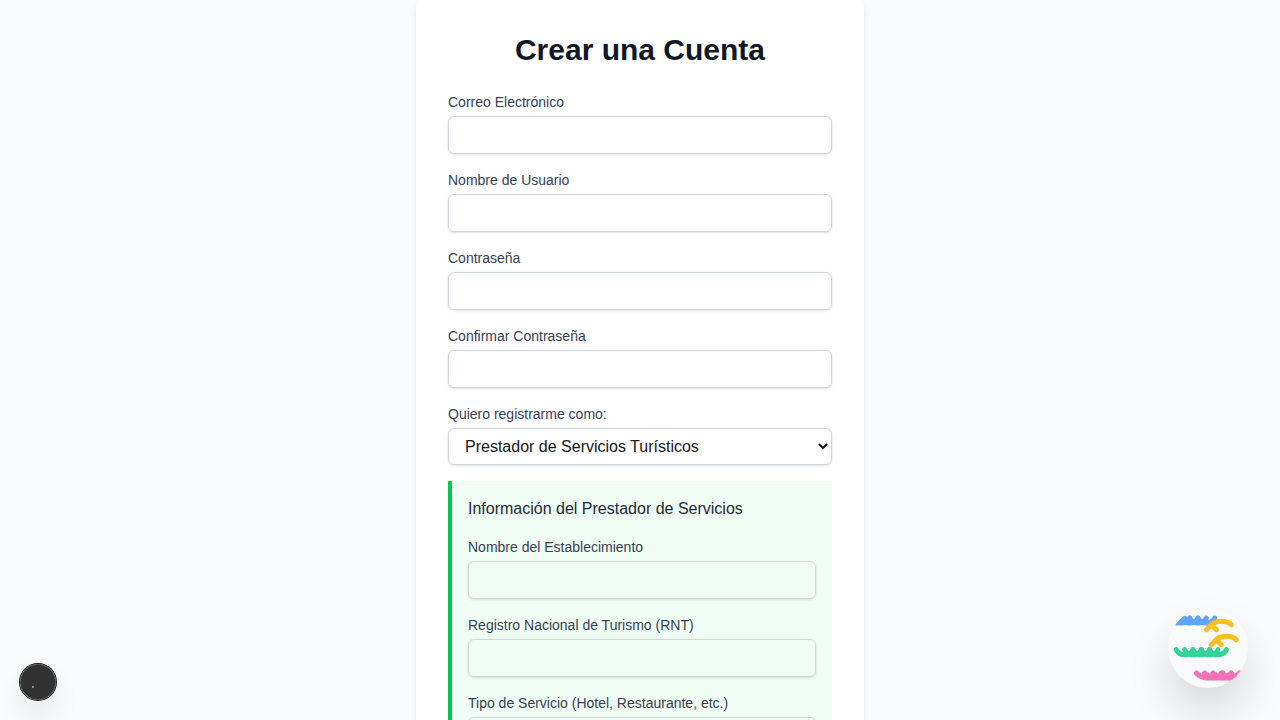 Crear una Cuenta
Correo Electrónico
Nombre de Usuario
Contraseña
Confirmar Contraseña
Quiero registrarme como:
Prestador de Servicios Turísticos
Información del Prestador de Servicios
Nombre del Establecimiento
Registro Nacional de Turismo (RNT)
Tipo de Servicio (Hotel, Restaurante, etc.)